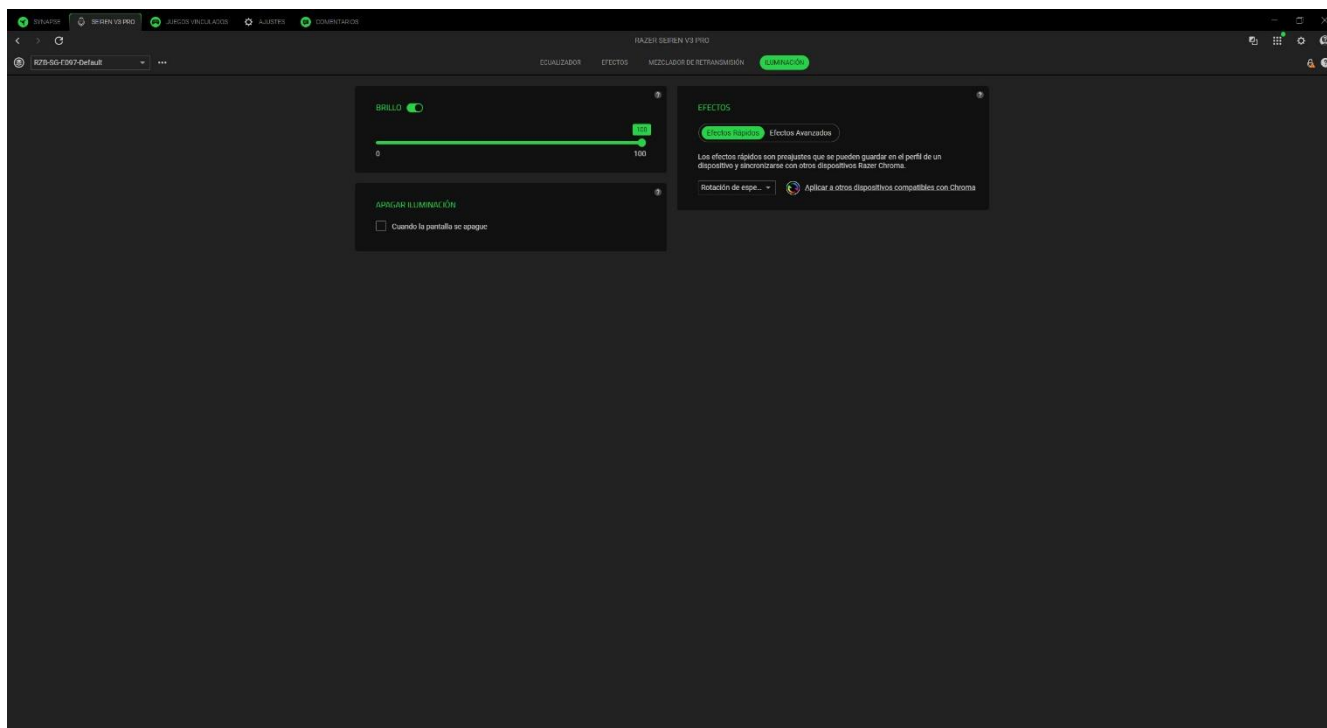 SYNAPSE SEIREN V3 PRO JUEGOS VINCULADOS AJUSTES COMENTARIOS
RAZER SEIREN V3 PRO
RZB-SG-E097-Default
ECUALIZADOR EFECTOS MEZCLADOR DE RETRANSMISIÓN ILUMINACIÓN
BRILLO
100
0 100
APAGAR ILUMINACIÓN
Cuando la pantalla se apague
EFECTOS
Efectos Rápidos Efectos Avanzados
Los efectos rápidos son preajustes que se pueden guardar en el perfil de un
dispositivo y sincronizarse con otros dispositivos Razer Chroma.
Rotación de espe... Aplicar a otros dispositivos compatibles con Chroma